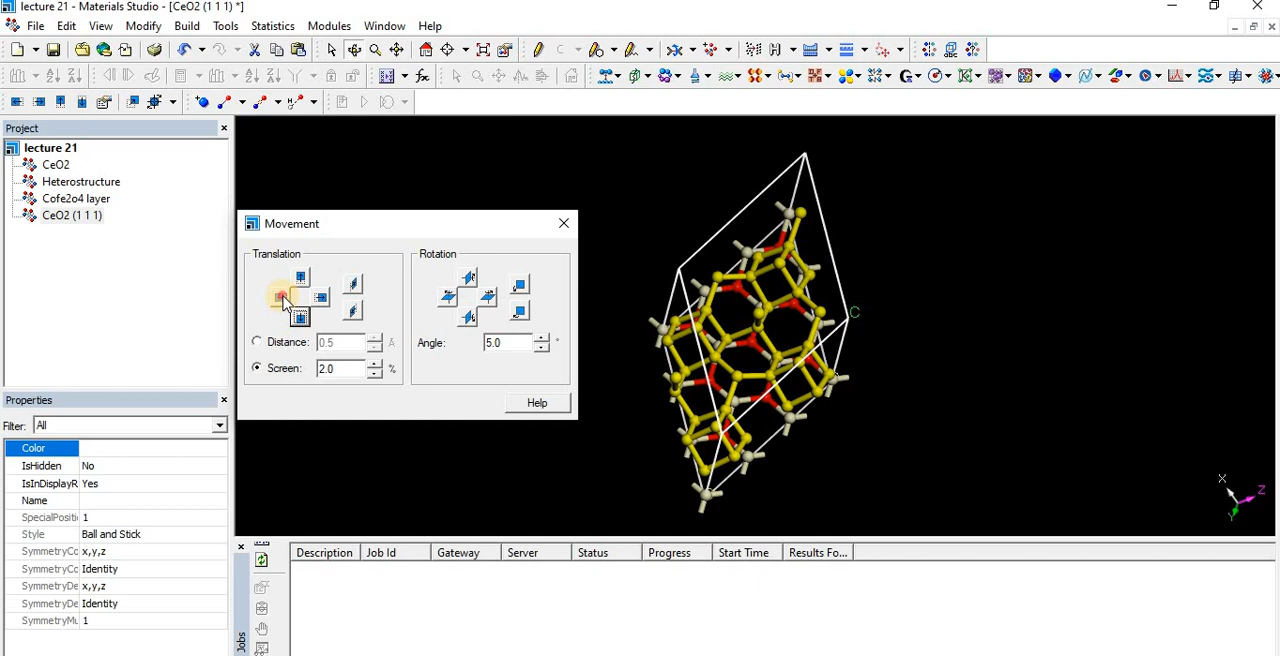 lecture 21 - Materials Studio - [CeO2 (1 1 1) *]
File Edit View Modify Build Tools Statistics Modules Window Help
Project
lecture 21
CeO2
Heterostructure
Cofe2o4 layer
CeO2 (1 1 1)
Movement
Translation
Rotation
Distance: 0.5 Å
Screen: 2.0 %
Angle: 5.0 °
Help
C
X
Z
Y
Properties
Filter: All
Color
IsHidden No
IsInDisplayR Yes
Name
SpecialPositi 1
Style Ball and Stick
SymmetryCo x,y,z
SymmetryCo Identity
SymmetryDe x,y,z
SymmetryDe Identity
SymmetryMu 1
Description Job Id Gateway Server Status Progress Start Time Results Fo...
Jobs